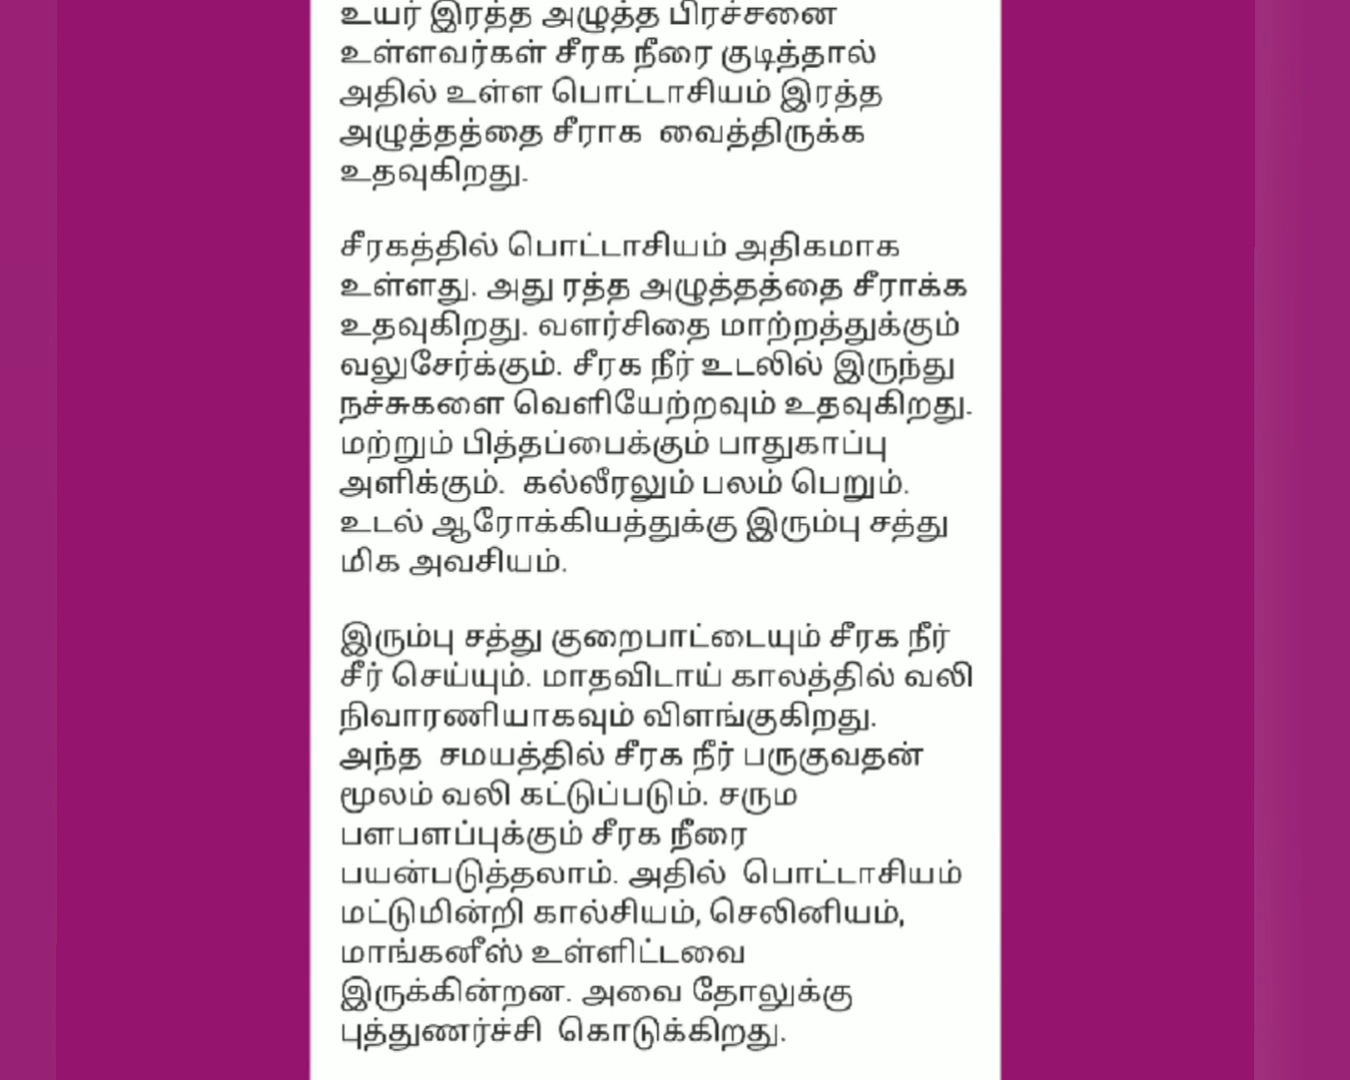 உயர் இரத்த அழுத்த பிரச்சனை
உள்ளவர்கள் சீரக நீரை குடித்தால்
அதில் உள்ள பொட்டாசியம் இரத்த
அழுத்தத்தை சீராக வைத்திருக்க
உதவுகிறது.
சீரகத்தில் பொட்டாசியம் அதிகமாக
உள்ளது. அது ரத்த அழுத்தத்தை சீராக்க
உதவுகிறது. வளர்சிதை மாற்றத்துக்கும்
வலுசேர்க்கும். சீரக நீர் உடலில் இருந்து
நச்சுகளை வெளியேற்றவும் உதவுகிறது.
மற்றும் பித்தப்பைக்கும் பாதுகாப்பு
அளிக்கும். கல்லீரலும் பலம் பெறும்.
உடல் ஆரோக்கியத்துக்கு இரும்பு சத்து
மிக அவசியம்.
இரும்பு சத்து குறைபாட்டையும் சீரக நீர்
சீர் செய்யும். மாதவிடாய் காலத்தில் வலி
நிவாரணியாகவும் விளங்குகிறது.
அந்த சமயத்தில் சீரக நீர் பருகுவதன்
மூலம் வலி கட்டுப்படும். சரும
பளபளப்புக்கும் சீரக நீரை
பயன்படுத்தலாம். அதில் பொட்டாசியம்
மட்டுமின்றி கால்சியம், செலினியம்,
மாங்கனீஸ் உள்ளிட்டவை
இருக்கின்றன. அவை தோலுக்கு
புத்துணர்ச்சி கொடுக்கிறது.